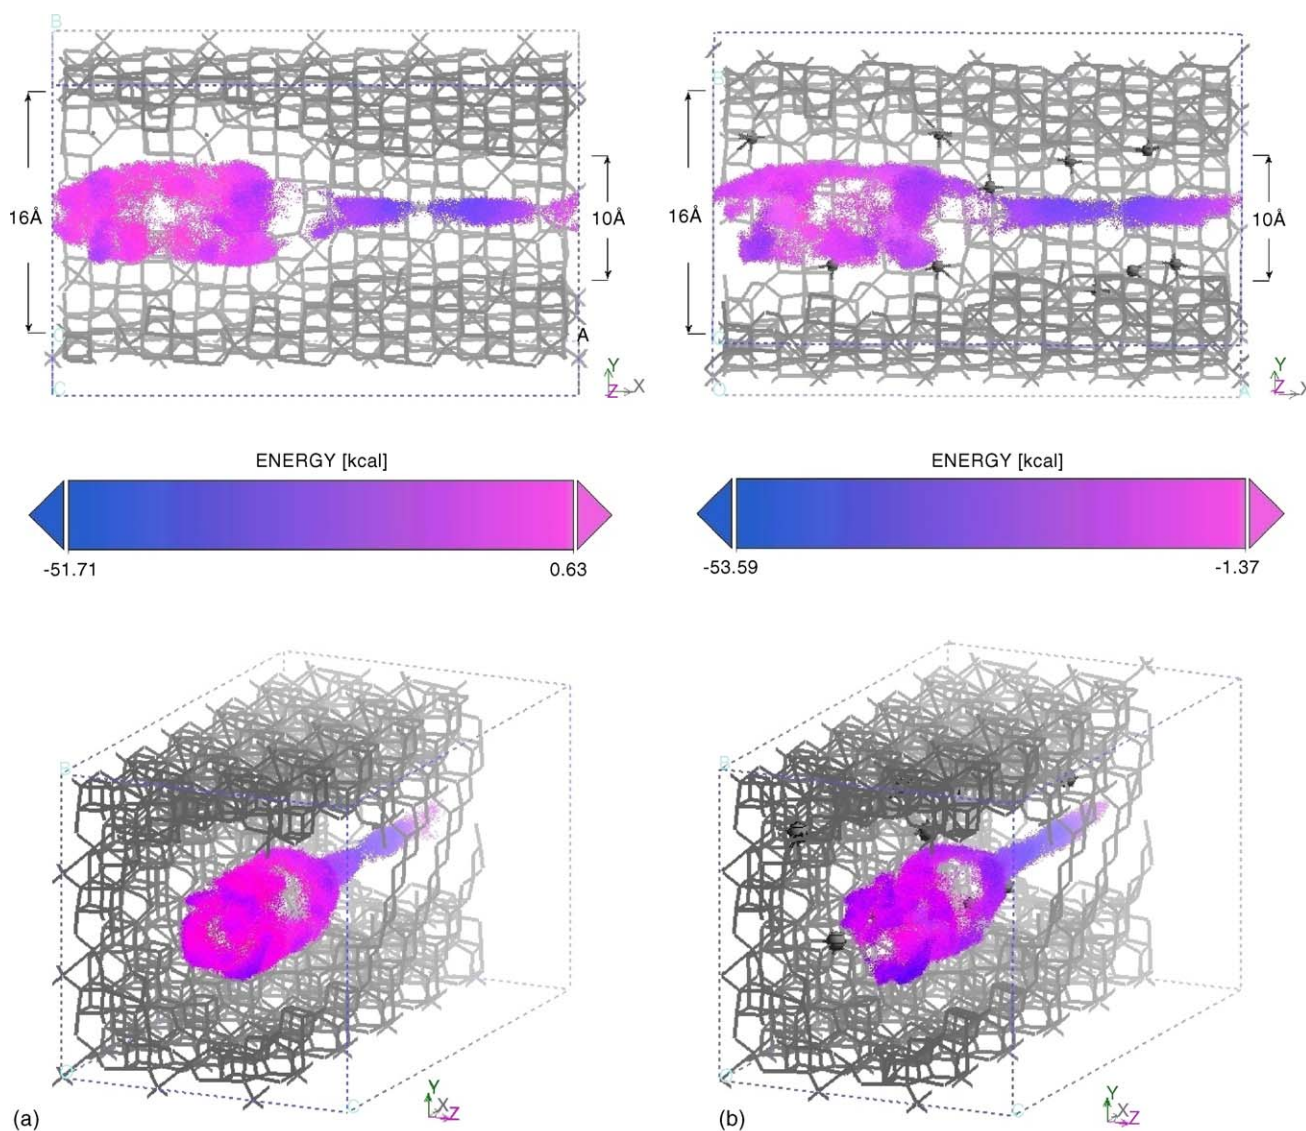 B
16Å
10Å
A
C
Y
Z X
B
16Å
10Å
O
A
Y
Z X
ENERGY [kcal]
-51.71 0.63
ENERGY [kcal]
-53.59 -1.37
B
C
Y
X
Z
(a)
B
Y
X
Z
(b)